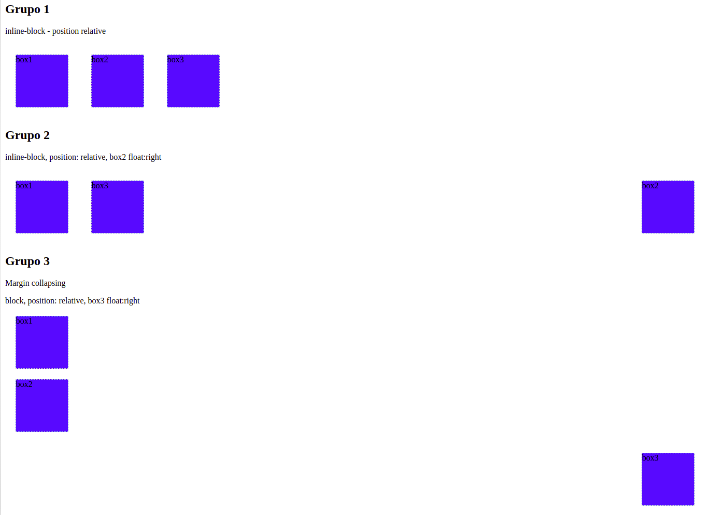 Grupo 1
inline-block - position relative
box1 box2 box3
Grupo 2
inline-block, position: relative, box2 float:right
box1 box3 box2
Grupo 3
Margin collapsing
block, position: relative, box3 float:right
box1
box2
box3